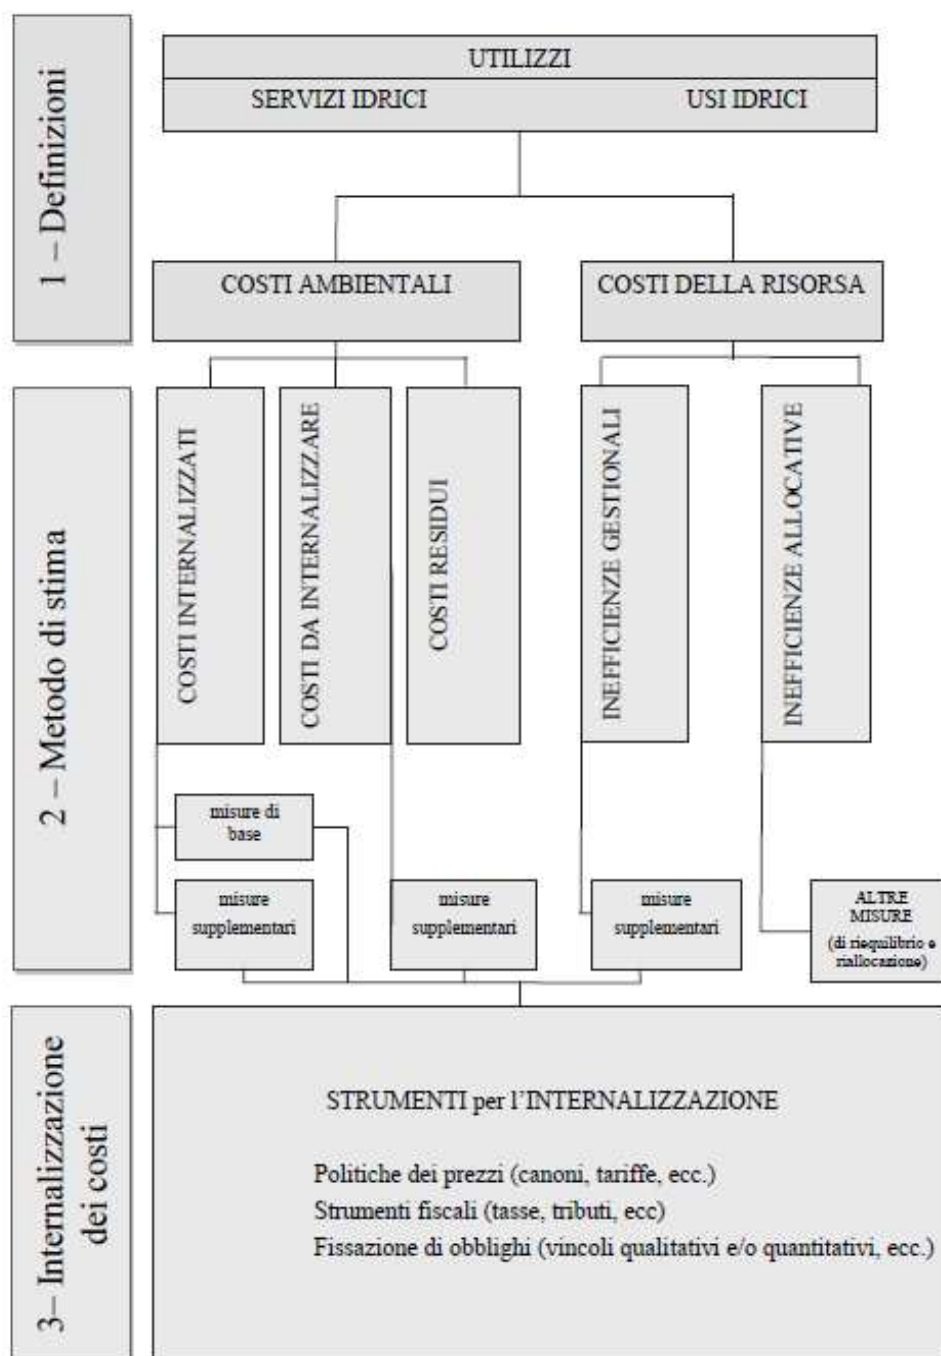 1 – Definizioni
UTILIZZI
SERVIZI IDRICI
USI IDRICI
COSTI AMBIENTALI
COSTI DELLA RISORSA
2 – Metodo di stima
COSTI INTERNALIZZATI
COSTI DA INTERNALIZZARE
COSTI RESIDUI
INEFFICIENZE GESTIONALI
INEFFICIENZE ALLOCATIVE
misure di
base
misure
supplementari
misure
supplementari
misure
supplementari
ALTRE
MISURE
(di riequilibrio e
riallocazione)
3– Internalizzazione
dei costi
STRUMENTI per l’INTERNALIZZAZIONE
Politiche dei prezzi (canoni, tariffe, ecc.)
Strumenti fiscali (tasse, tributi, ecc)
Fissazione di obblighi (vincoli qualitativi e/o quantitativi, ecc.)